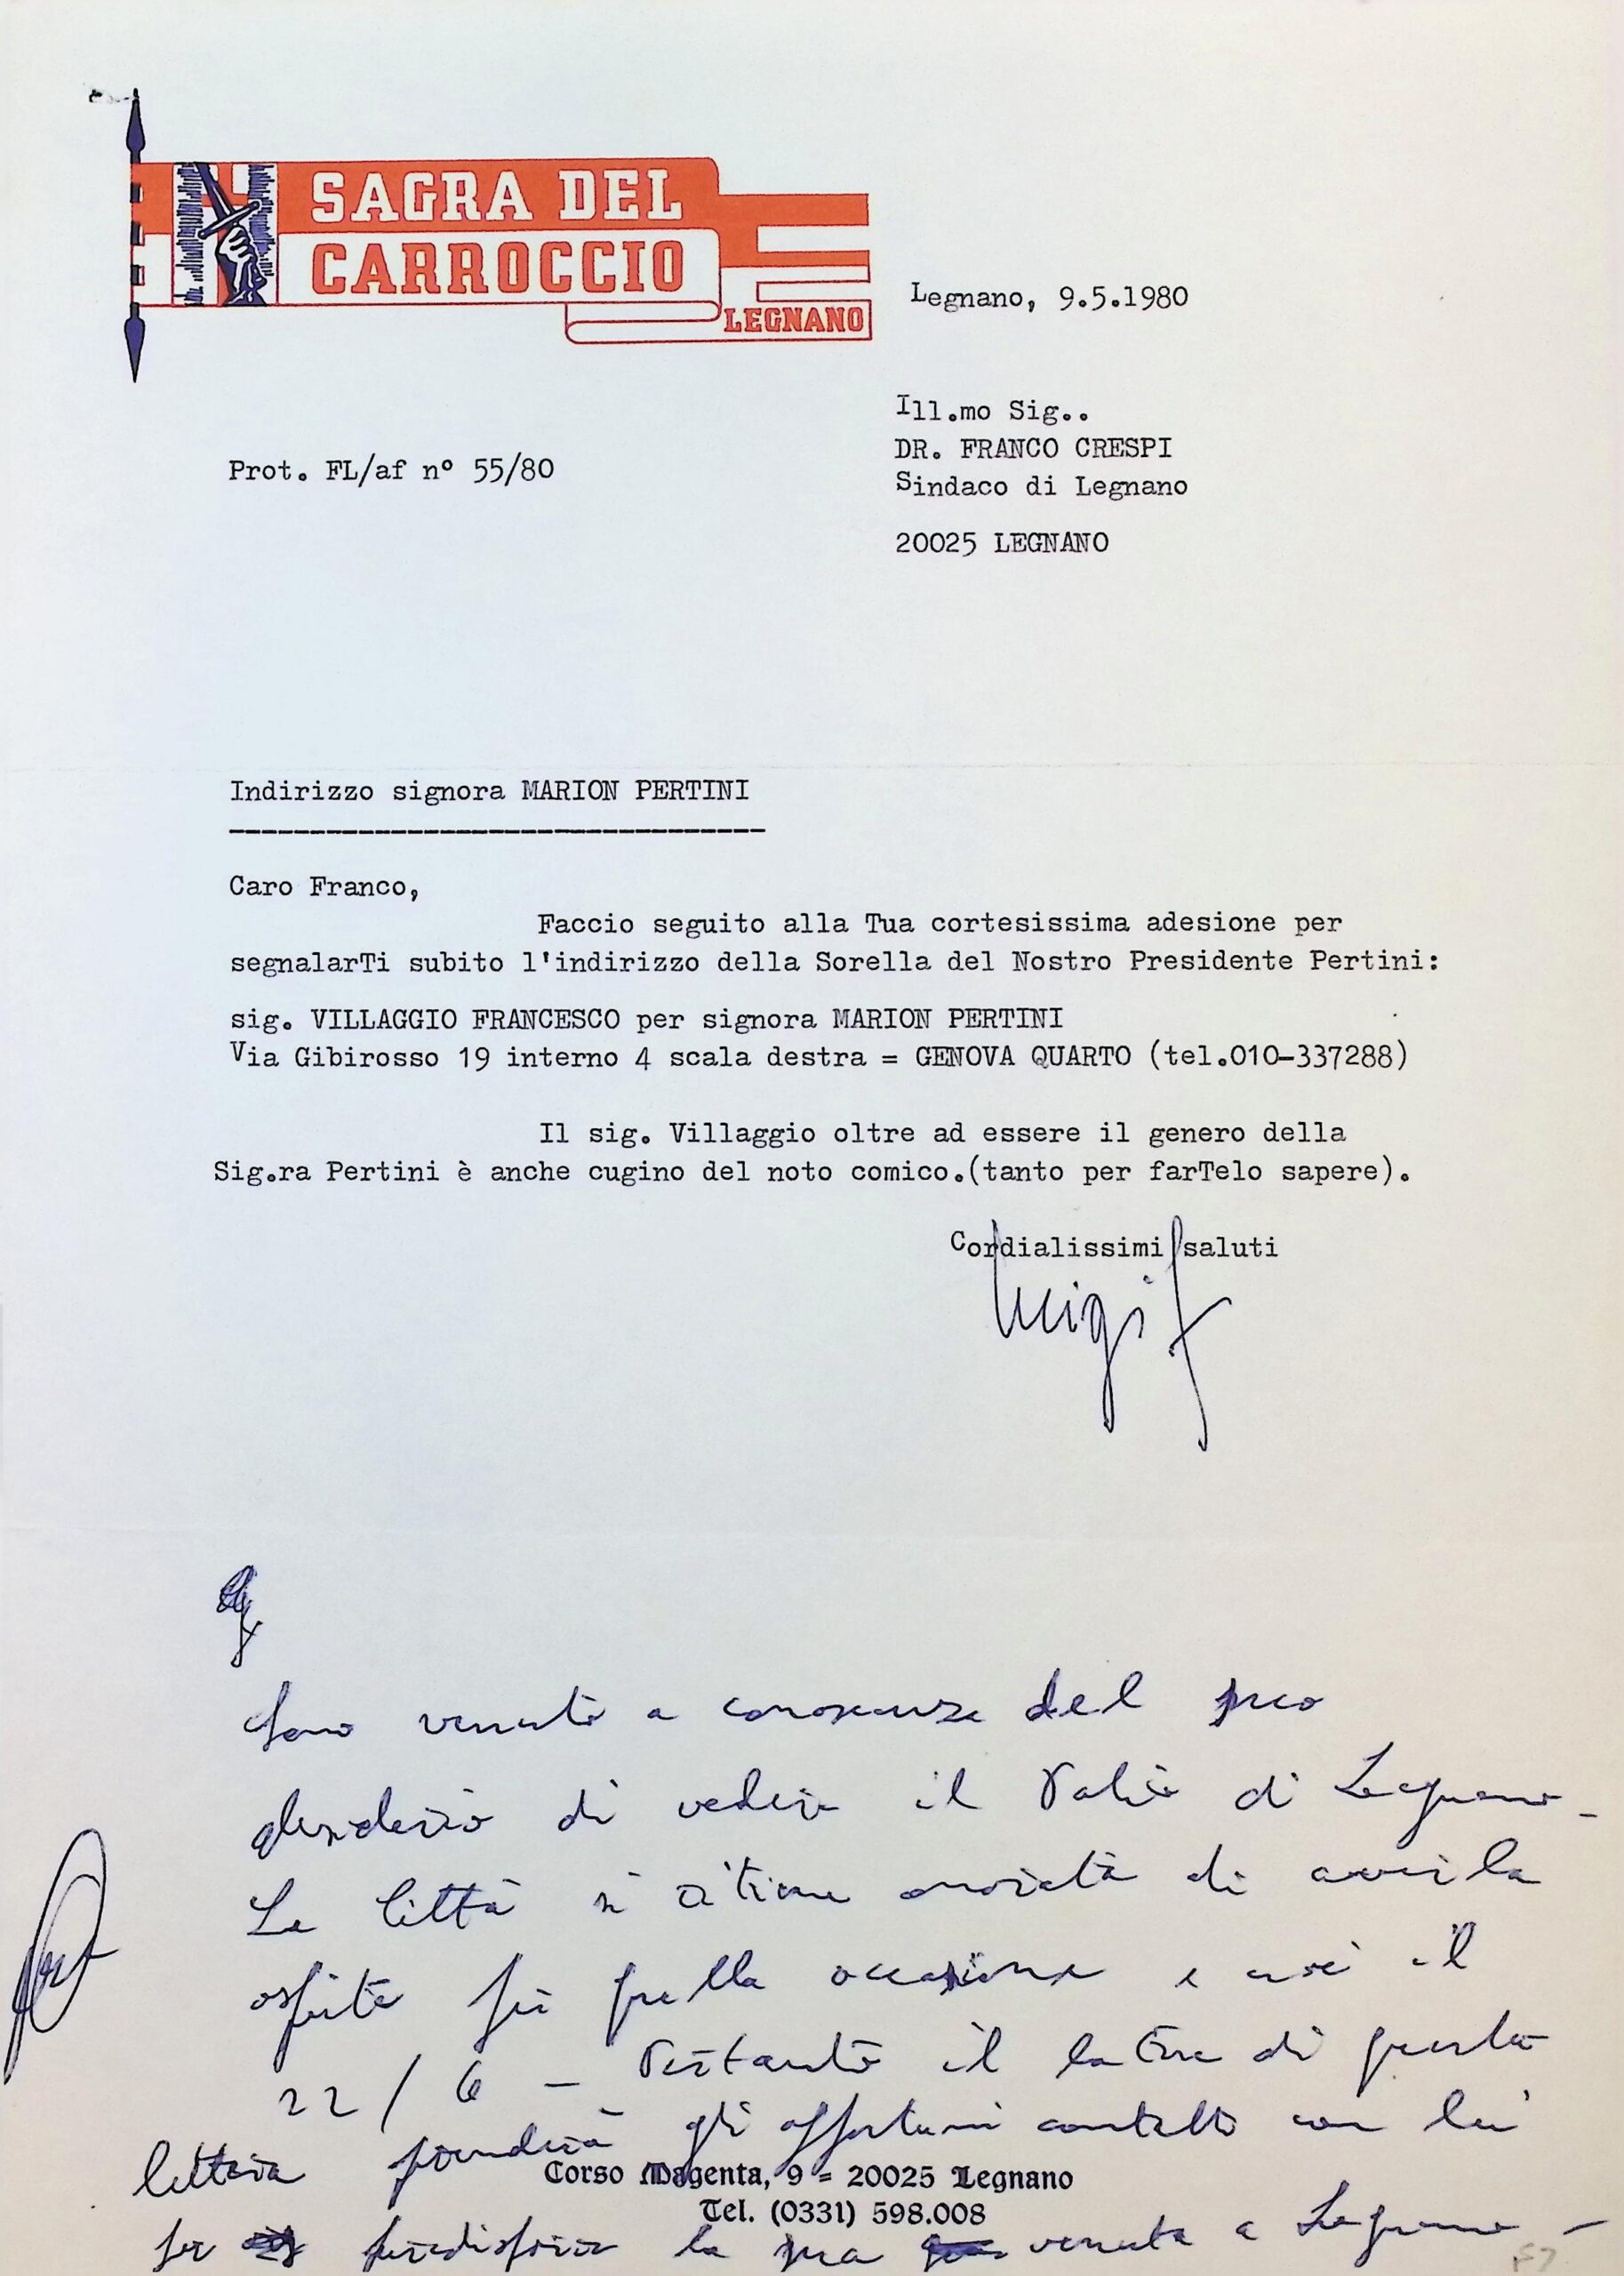 SAGRA DEL
CARROCCIO
LEGNANO
Legnano, 9.5.1980
Ill.mo Sig..
DR. FRANCO CRESPI
Sindaco di Legnano
20025 LEGNANO
Prot. FL/af n° 55/80
Indirizzo signora MARION PERTINI
Caro Franco,
Faccio seguito alla Tua cortesissima adesione per
segnalarTi subito l'indirizzo della Sorella del Nostro Presidente Pertini:
sig. VILLAGGIO FRANCESCO per signora MARION PERTINI
Via Gibirosso 19 interno 4 scala destra = GENOVA QUARTO (tel.010-337288)
Il sig. Villaggio oltre ad essere il genero della
Sig.ra Pertini è anche cugino del noto comico.(tanto per farTelo sapere).
Cordialissimi saluti
Luigi
Sono venuto a conoscenza del suo
desiderio di vedere il Palio di Legnano -
La Città si ritiene onorata di averla
ospite per quella occasione e cioè il
22/6 - Pertanto il latore di questa
lettera prenderà gli opportuni contatti con lei
per predisporre la sua venuta a Legnano -
Corso Magenta, 9 = 20025 Legnano
Tel. (0331) 598.008